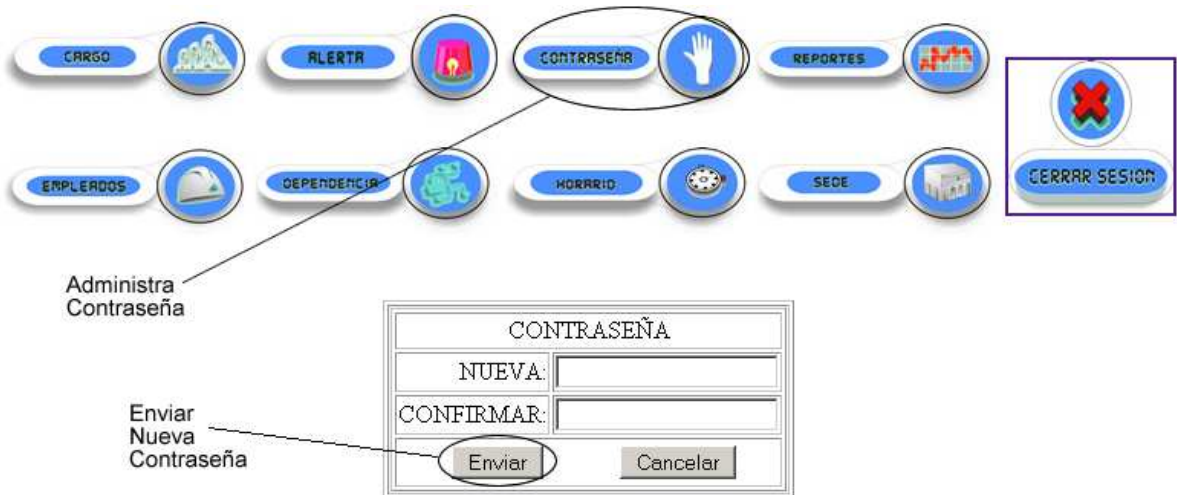 CARGO
ALERTA
CONTRASEÑA
REPORTES
EMPLEADOS
DEPENDENCIA
HORARIO
SEDE
CERRAR SESION
Administra
Contraseña
CONTRASEÑA
NUEVA:
CONFIRMAR:
Enviar
Nueva
Contraseña
Enviar
Cancelar